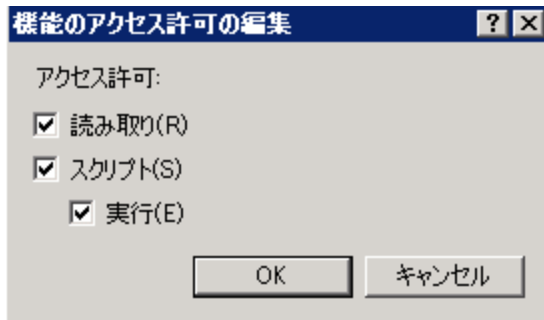 機能のアクセス許可の編集
アクセス許可:
読み取り(R)
スクリプト(S)
実行(E)
OK キャンセル